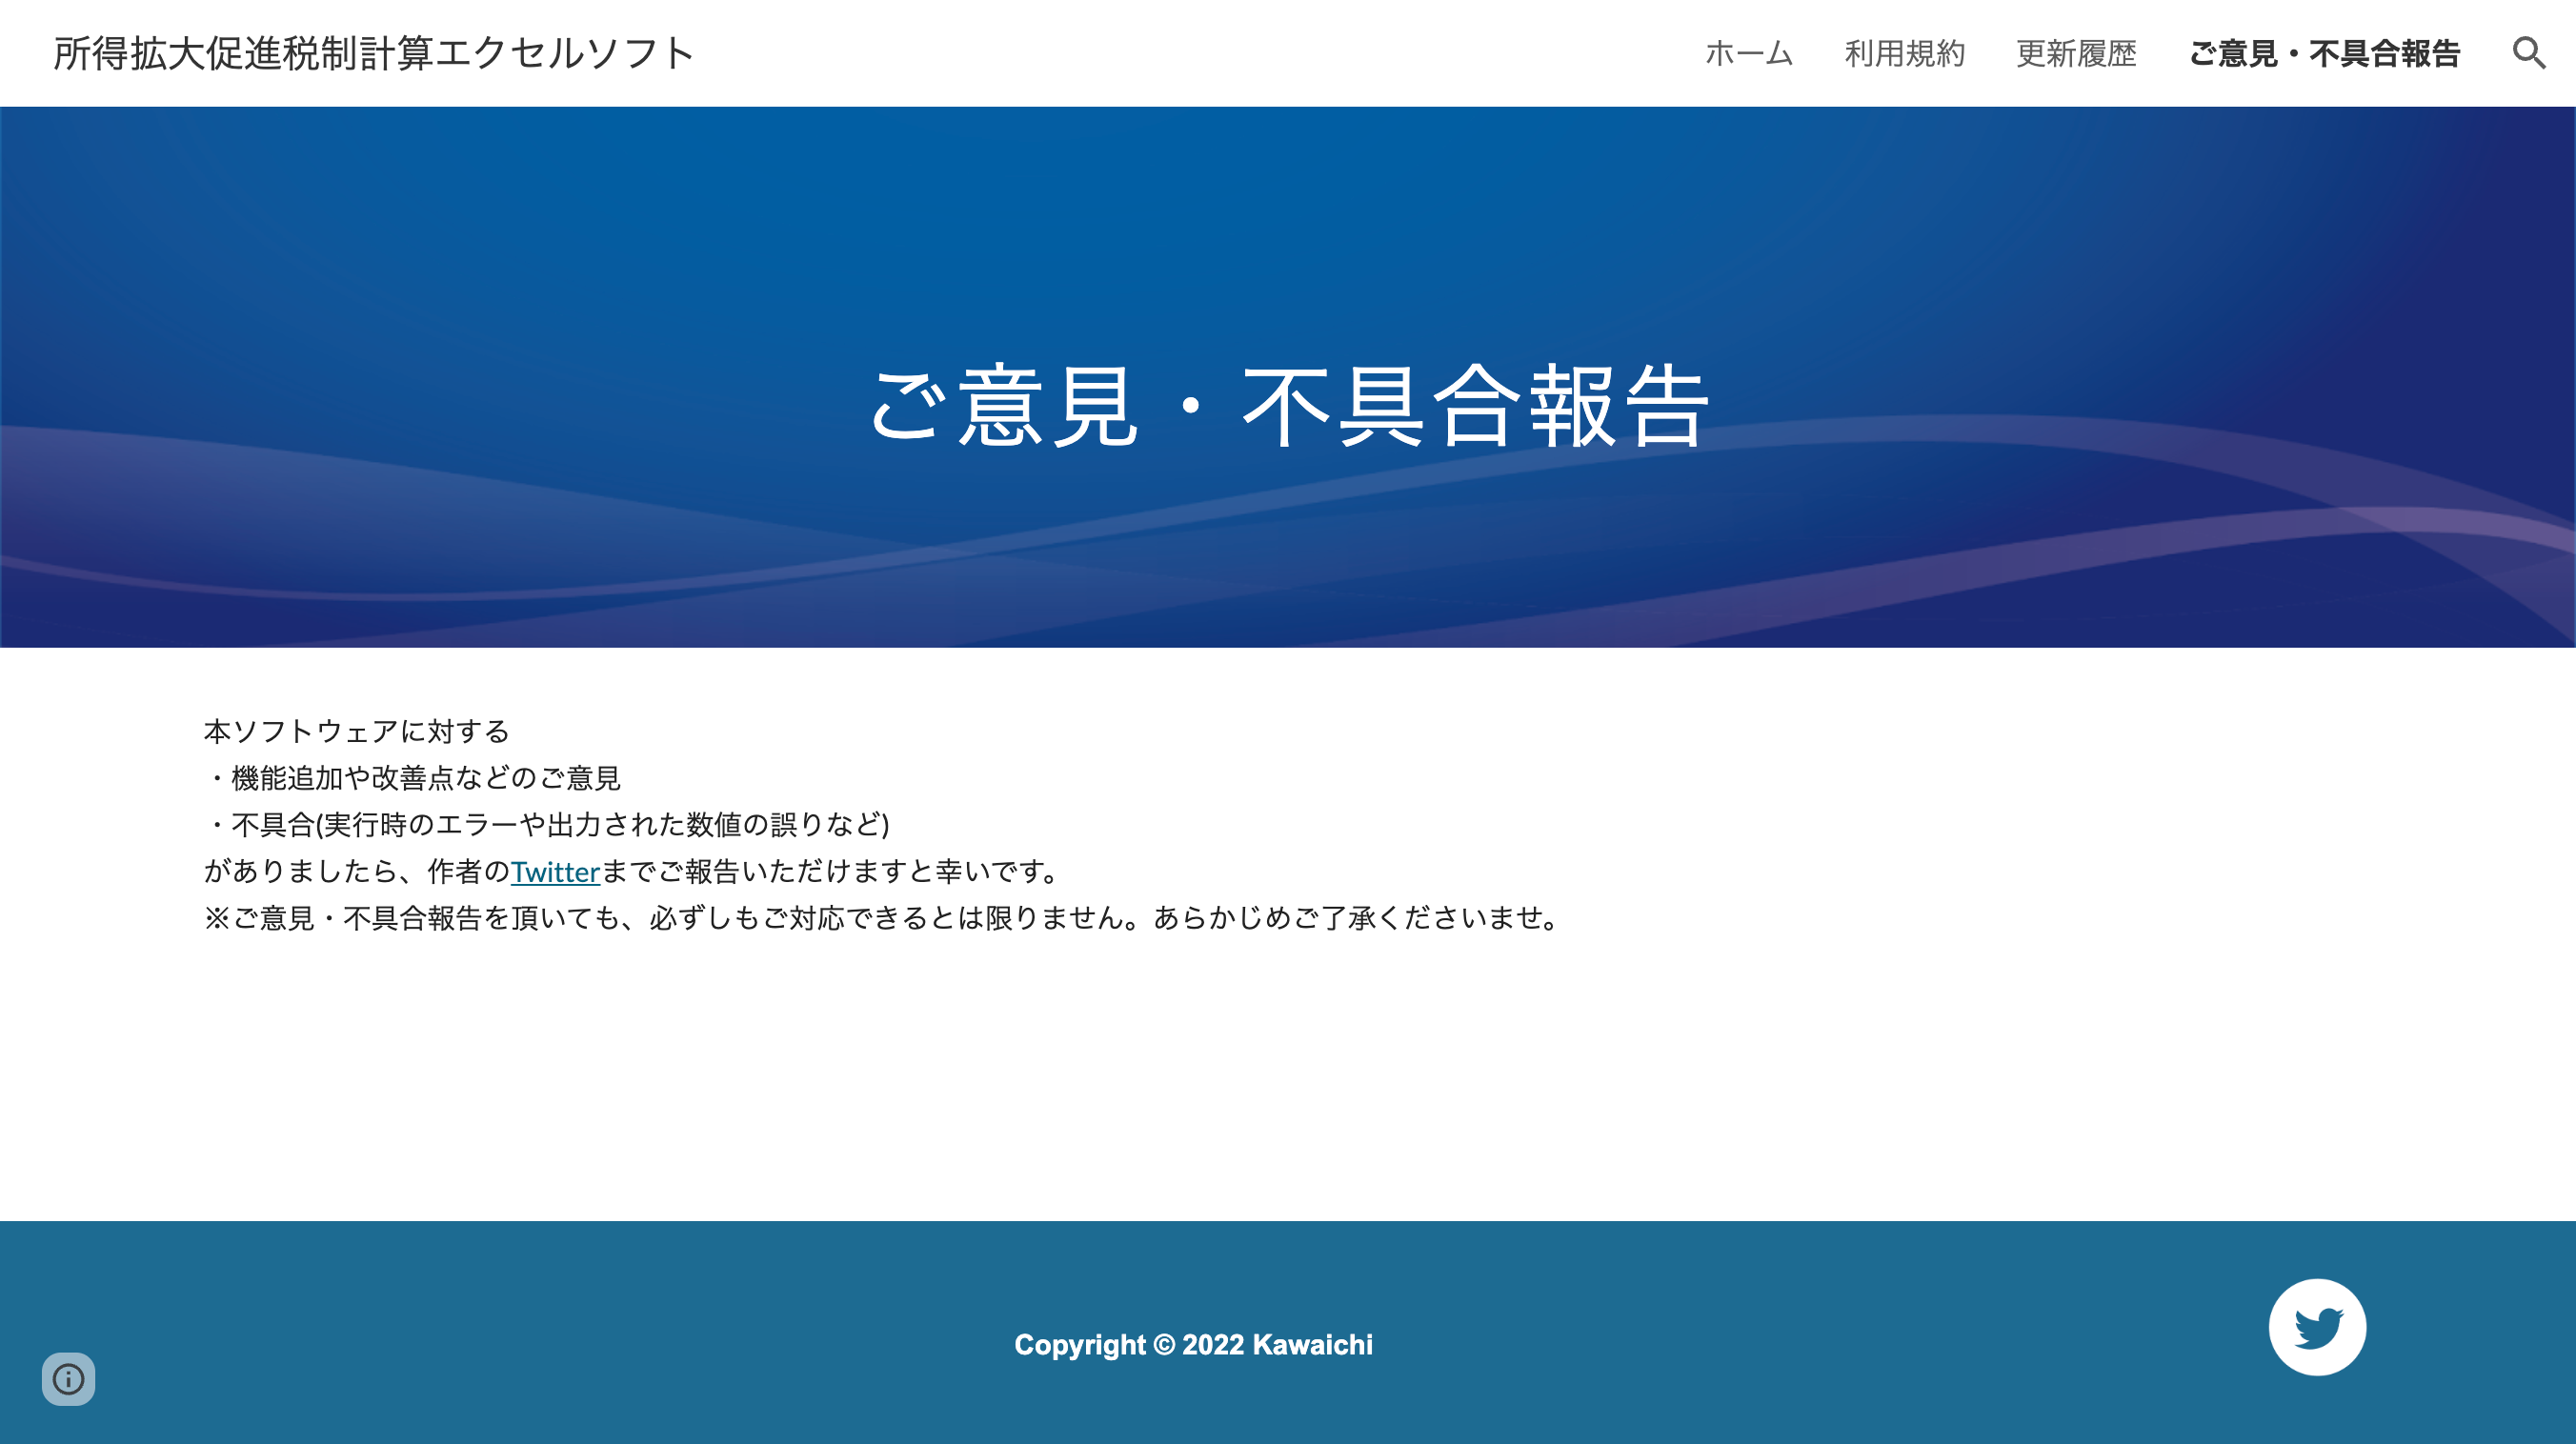 所得拡大促進税制計算エクセルソフト
ホーム 利用規約 更新履歴 ご意見・不具合報告
ご意見・不具合報告
本ソフトウェアに対する
・機能追加や改善点などのご意見
・不具合(実行時のエラーや出力された数値の誤りなど)
がありましたら、作者のTwitterまでご報告いただけますと幸いです。
※ご意見・不具合報告を頂いても、必ずしもご対応できるとは限りません。あらかじめご了承くださいませ。
Copyright © 2022 Kawaichi